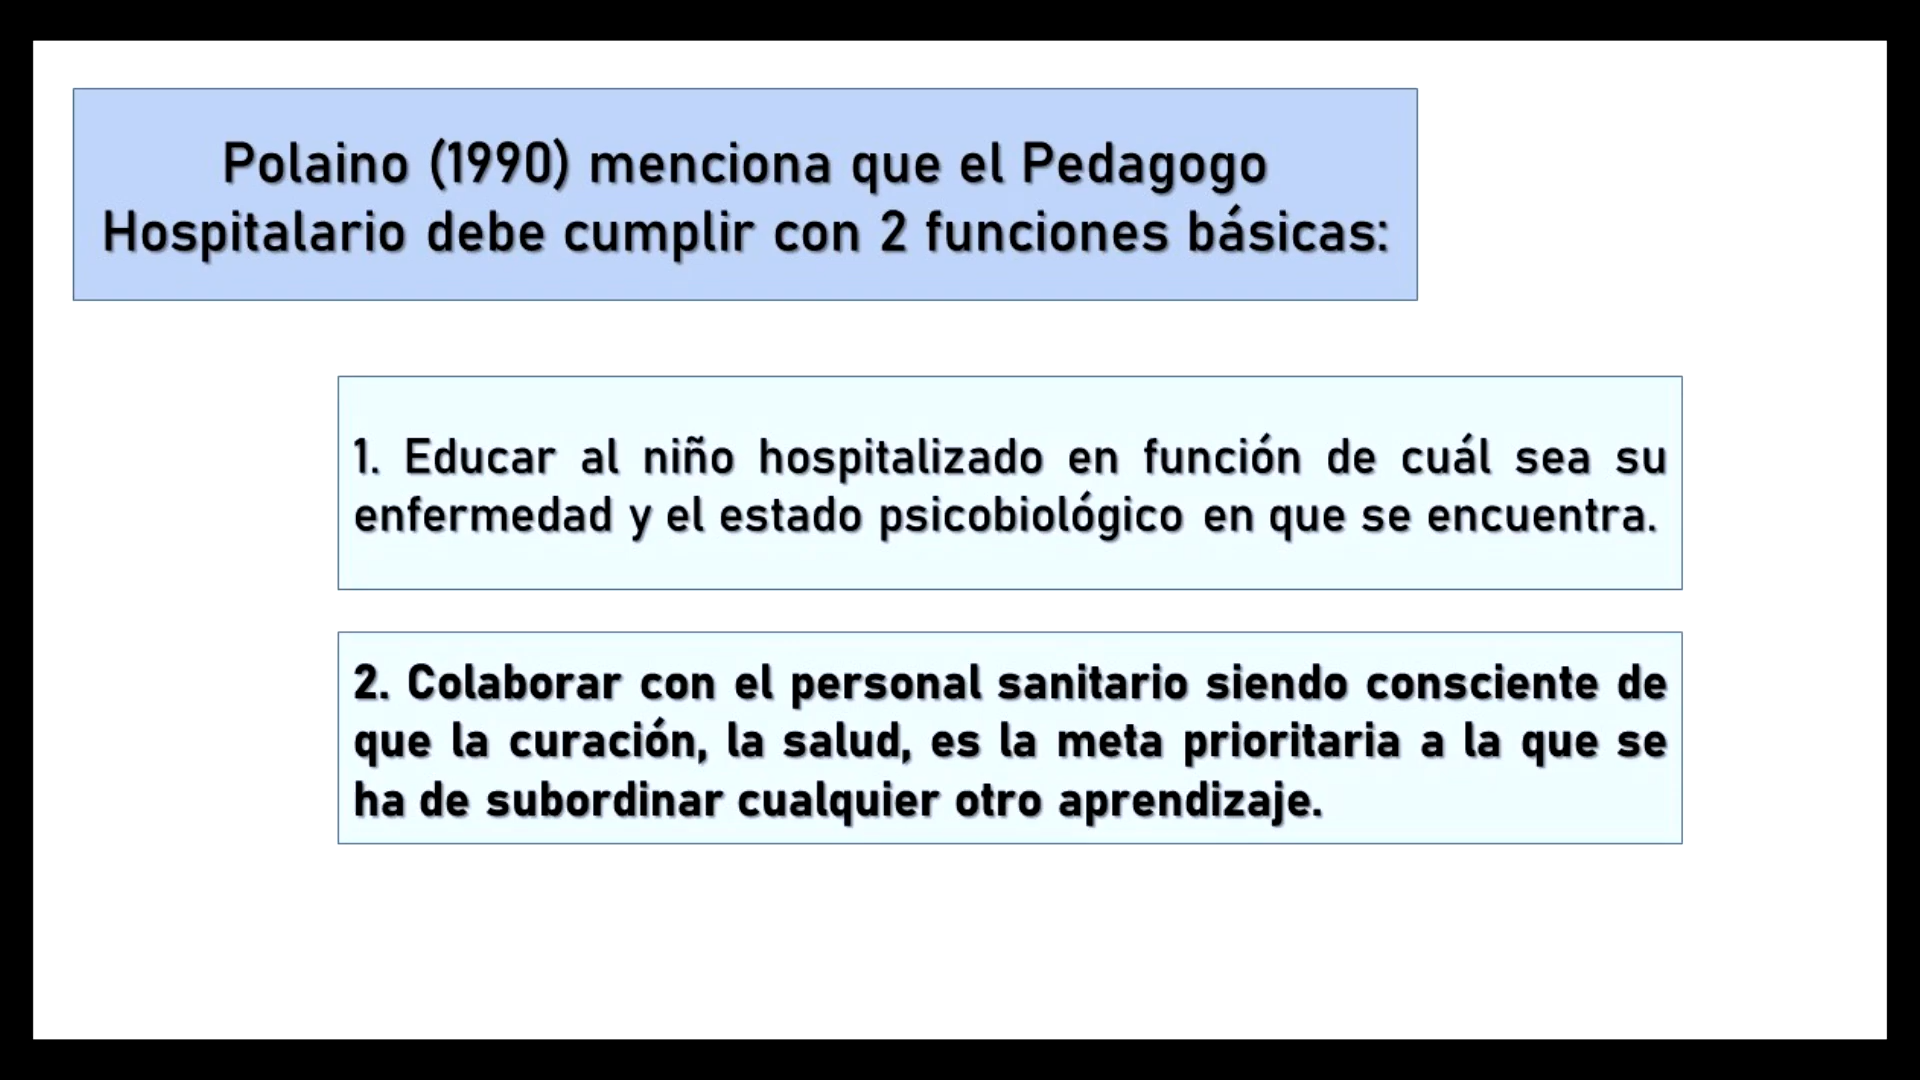 Polaino (1990) menciona que el Pedagogo
Hospitalario debe cumplir con 2 funciones básicas:
1. Educar al niño hospitalizado en función de cuál sea su
enfermedad y el estado psicobiológico en que se encuentra.
2. Colaborar con el personal sanitario siendo consciente de
que la curación, la salud, es la meta prioritaria a la que se
ha de subordinar cualquier otro aprendizaje.